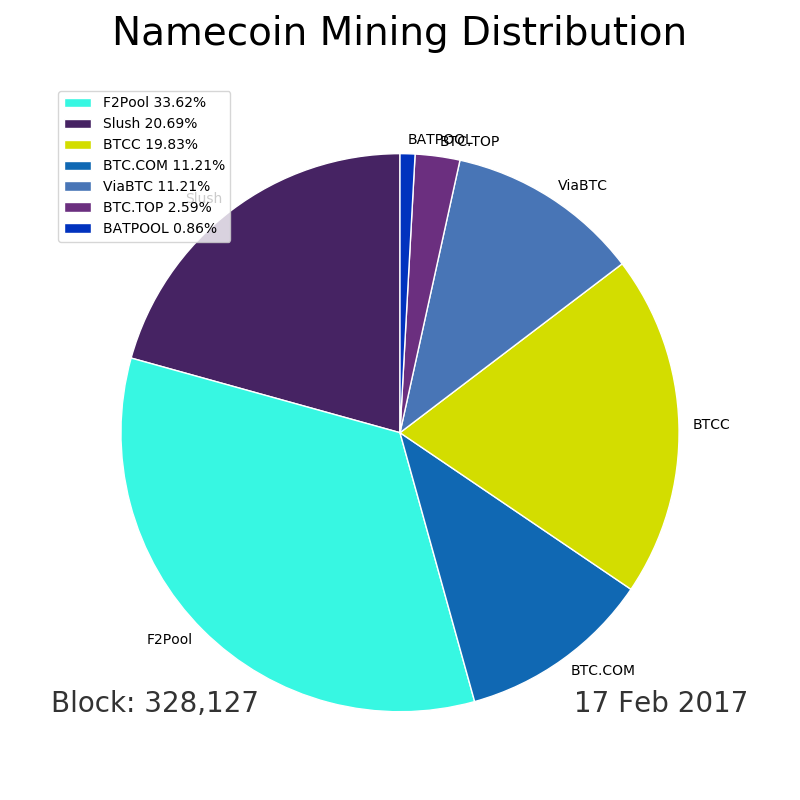 Namecoin Mining Distribution
F2Pool 33.62%
Slush 20.69%
BTCC 19.83%
BTC.COM 11.21%
ViaBTC 11.21%
BTC.TOP 2.59%
BATPOOL 0.86%
BATPOOL
BTC.TOP
ViaBTC
Slush
BTCC
F2Pool
BTC.COM
Block: 328,127
17 Feb 2017